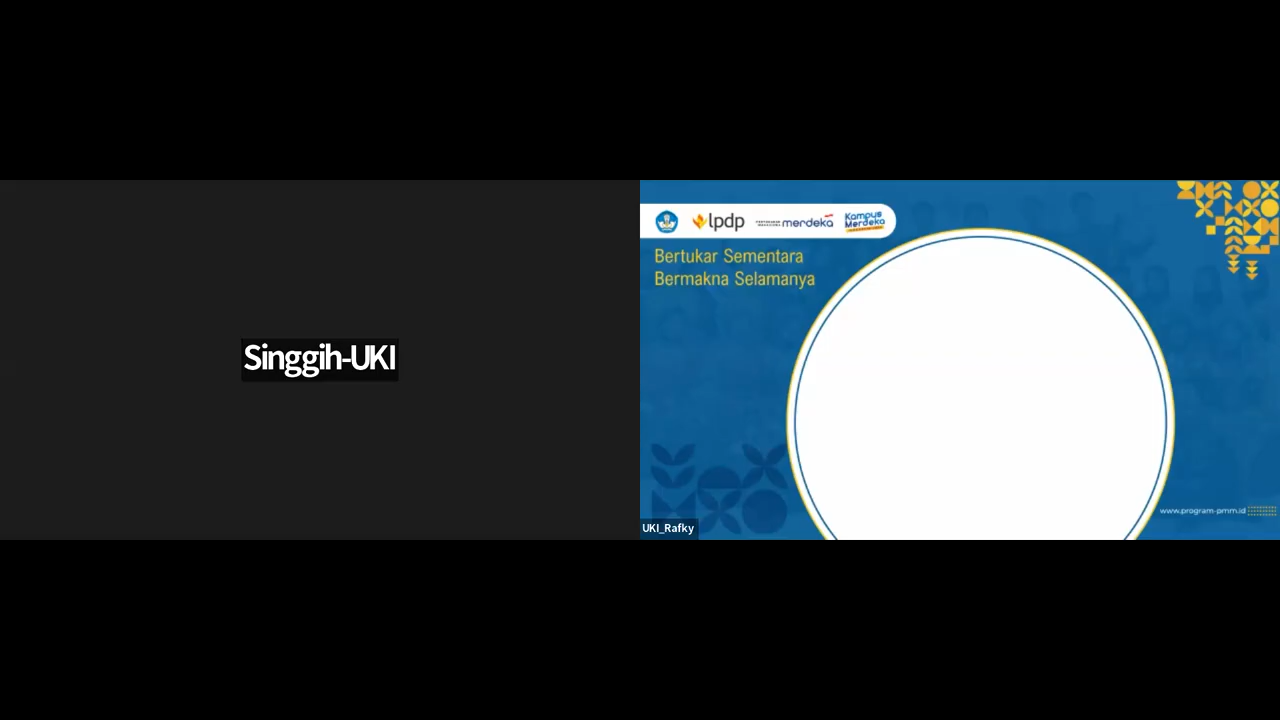 Singgih-UKI
lpdp
merdeka
Kampus
Merdeka
Bertukar Sementara
Bermakna Selamanya
www.program-pmm.id
UKI_Rafky